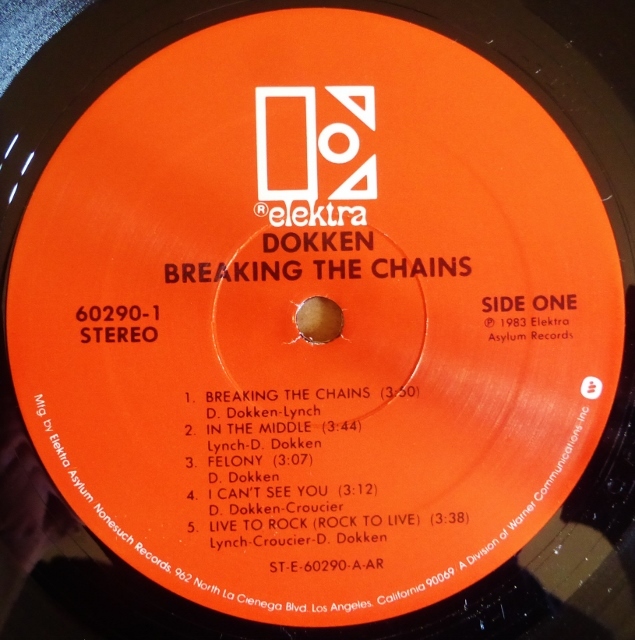 ® elektra
DOKKEN
BREAKING THE CHAINS
60290-1
STEREO
SIDE ONE
℗ 1983 Elektra
Asylum Records
1. BREAKING THE CHAINS (3:50)
D. Dokken-Lynch
2. IN THE MIDDLE (3:44)
Lynch-D. Dokken
3. FELONY (3:07)
D. Dokken
4. I CAN'T SEE YOU (3:12)
D. Dokken-Croucier
5. LIVE TO ROCK (ROCK TO LIVE) (3:38)
Lynch-Croucier-D. Dokken
ST-E-60290-A-AR
Mfg. by Elektra Asylum Nonesuch Records, 962 North La Cienega Blvd. Los Angeles, California 90069. A Division of Warner Communications Inc.